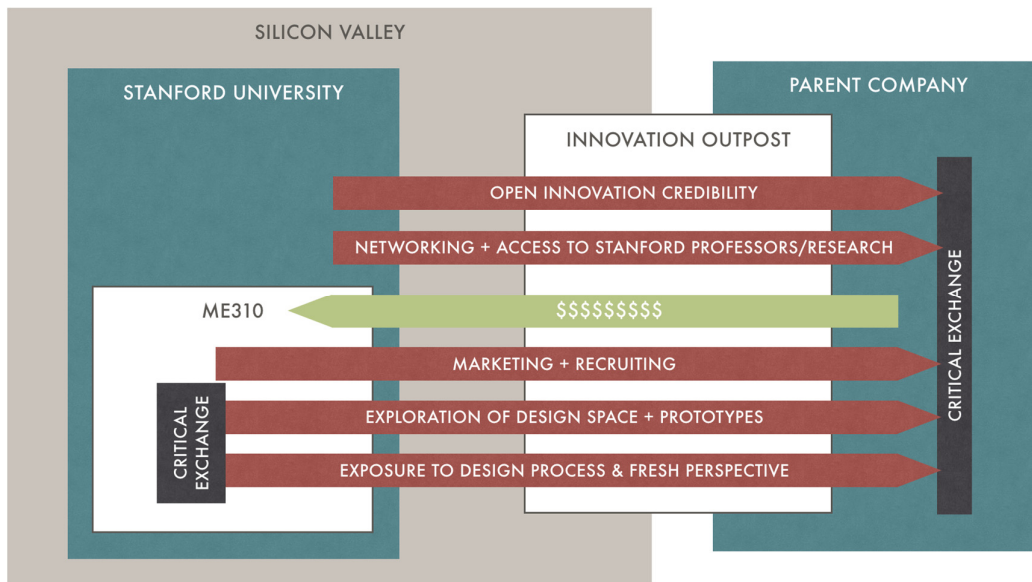 SILICON VALLEY
STANFORD UNIVERSITY
PARENT COMPANY
INNOVATION OUTPOST
OPEN INNOVATION CREDIBILITY
NETWORKING + ACCESS TO STANFORD PROFESSORS/RESEARCH
ME310
$$$$$$$$$
MARKETING + RECRUITING
EXPLORATION OF DESIGN SPACE + PROTOTYPES
EXPOSURE TO DESIGN PROCESS & FRESH PERSPECTIVE
CRITICAL
EXCHANGE
CRITICAL EXCHANGE